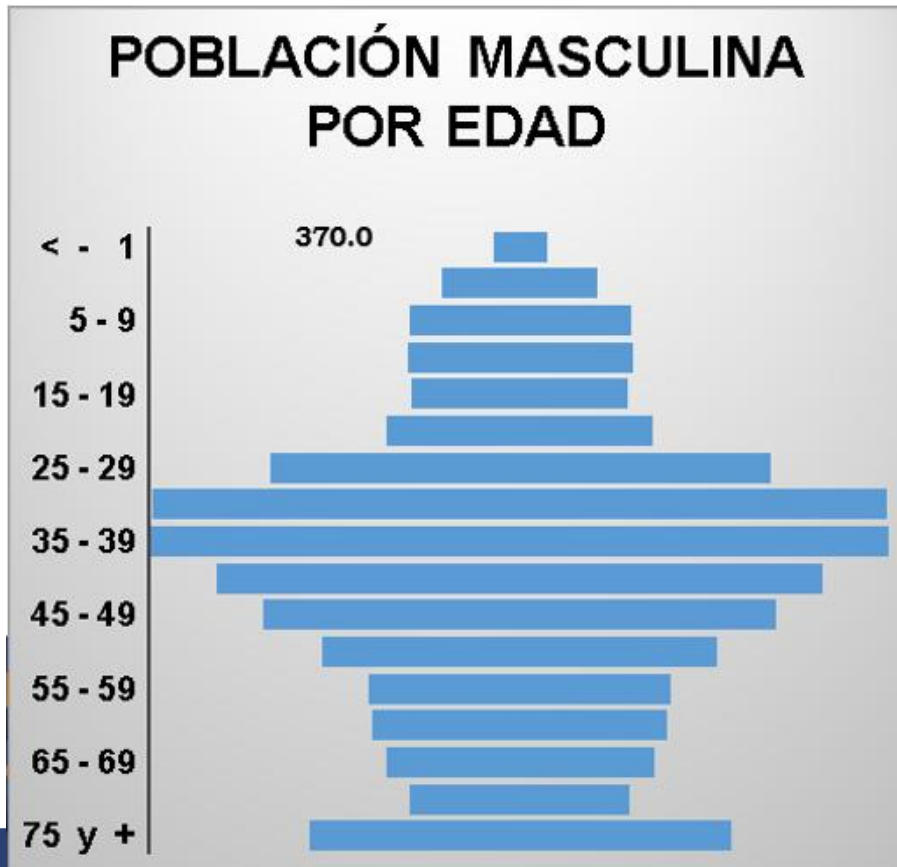 POBLACIÓN MASCULINA
POR EDAD
< - 1 370.0
5 - 9
15 - 19
25 - 29
35 - 39
45 - 49
55 - 59
65 - 69
75 y +